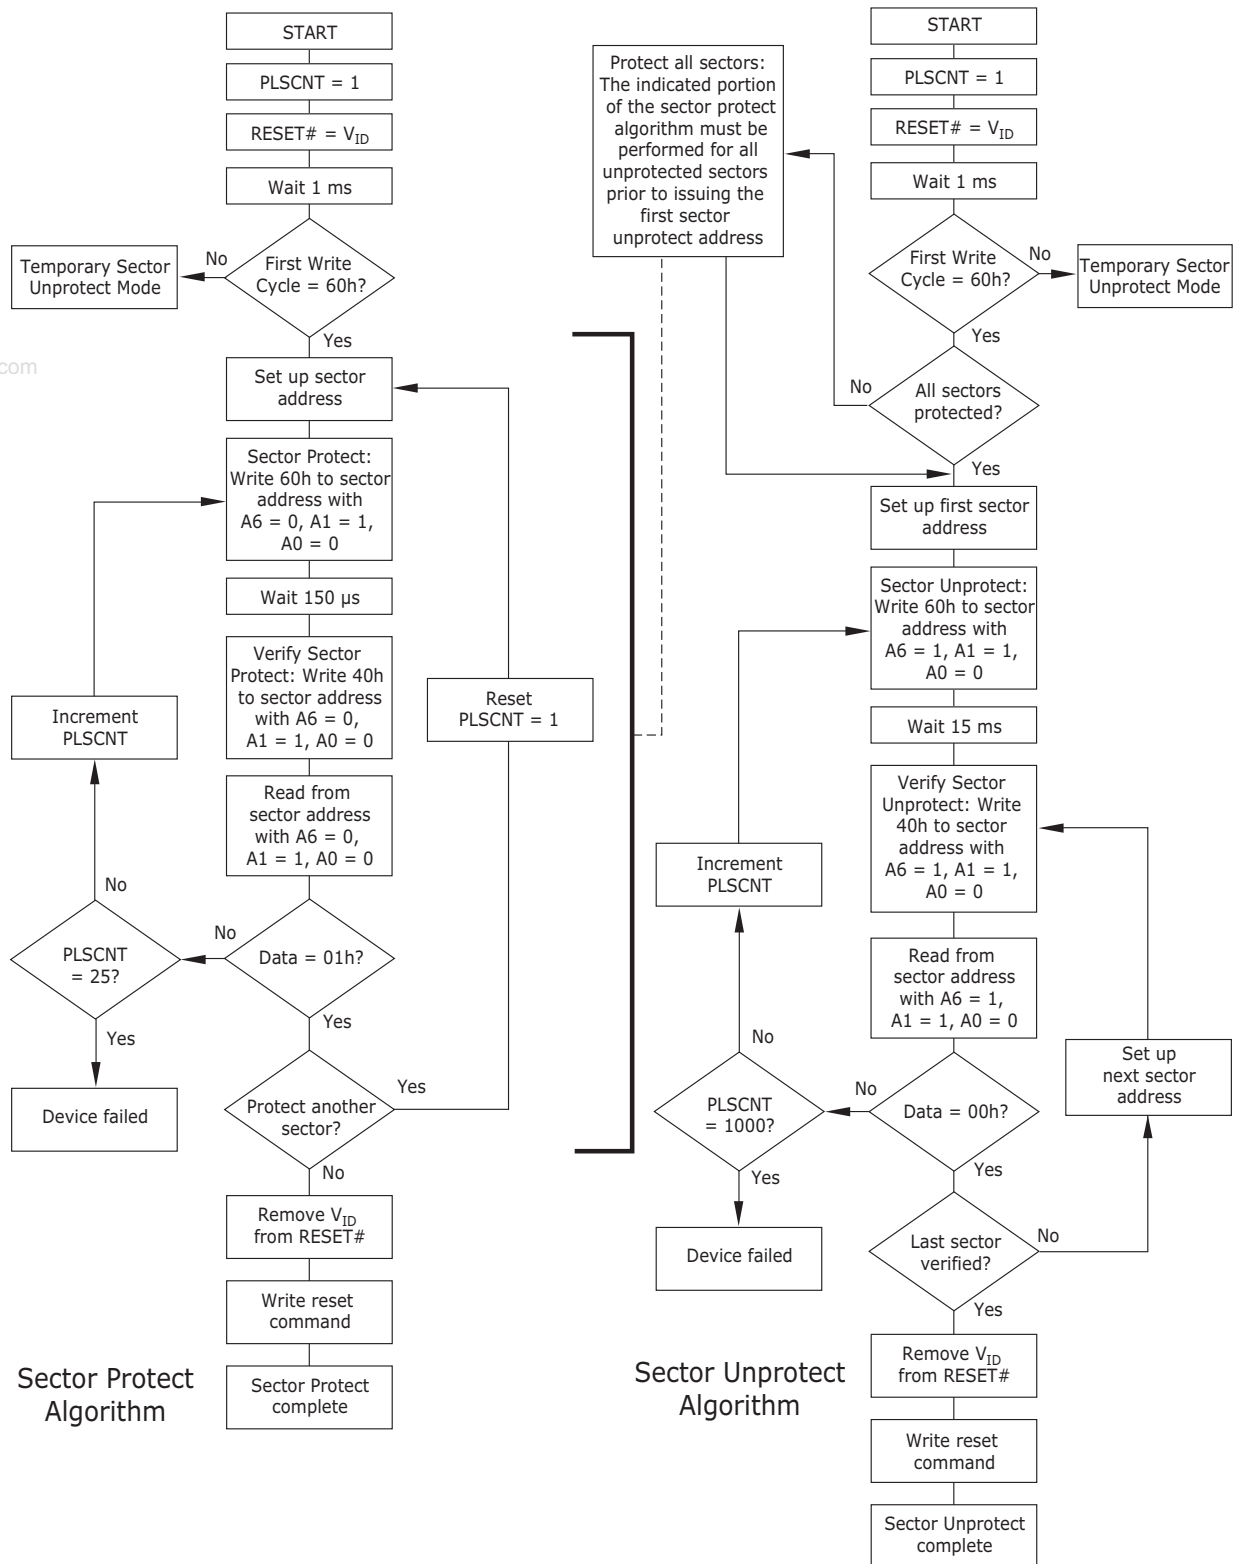 START
PLSCNT = 1
RESET# = VID
Wait 1 ms
First Write
Cycle = 60h?
No
Temporary Sector
Unprotect Mode
Yes
com
Set up sector
address
Sector Protect:
Write 60h to sector
address with
A6 = 0, A1 = 1,
A0 = 0
Wait 150 µs
Verify Sector
Protect: Write 40h
to sector address
with A6 = 0,
A1 = 1, A0 = 0
Reset
PLSCNT = 1
Increment
PLSCNT
Read from
sector address
with A6 = 0,
A1 = 1, A0 = 0
No
PLSCNT
= 25?
No
Data = 01h?
Yes
Yes
Device failed
Protect another
sector?
Yes
No
Remove VID
from RESET#
Write reset
command
Sector Protect
complete
Sector Protect
Algorithm
Protect all sectors:
The indicated portion
of the sector protect
algorithm must be
performed for all
unprotected sectors
prior to issuing the
first sector
unprotect address
START
PLSCNT = 1
RESET# = VID
Wait 1 ms
First Write
Cycle = 60h?
No
Temporary Sector
Unprotect Mode
Yes
No
All sectors
protected?
Yes
Set up first sector
address
Sector Unprotect:
Write 60h to sector
address with
A6 = 1, A1 = 1,
A0 = 0
Wait 15 ms
Verify Sector
Unprotect: Write
40h to sector
address with
A6 = 1, A1 = 1,
A0 = 0
Increment
PLSCNT
Read from
sector address
with A6 = 1,
A1 = 1, A0 = 0
No
PLSCNT
= 1000?
No
Data = 00h?
Set up
next sector
address
Yes
Yes
Device failed
Last sector
verified?
No
Yes
Remove VID
from RESET#
Write reset
command
Sector Unprotect
complete
Sector Unprotect
Algorithm